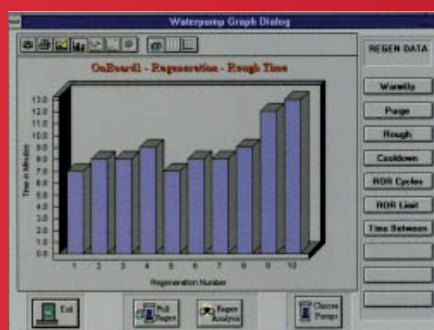 Waterpump Graph Dialog
REGEN DATA
OnBoard1 - Regeneration - Rough Time
WarmUp
Purge
Rough
Cooldown
ROR Cycles
ROR Limit
Time Between
Time in Minutes
13.0
12.0
11.0
10.0
9.0
8.0
7.0
6.0
5.0
4.0
3.0
2.0
1.0
0.0
1 2 3 4 5 6 7 8 9 10
Regeneration Number
Exit
Full Regen
Regen Analysis
Choose Pumps